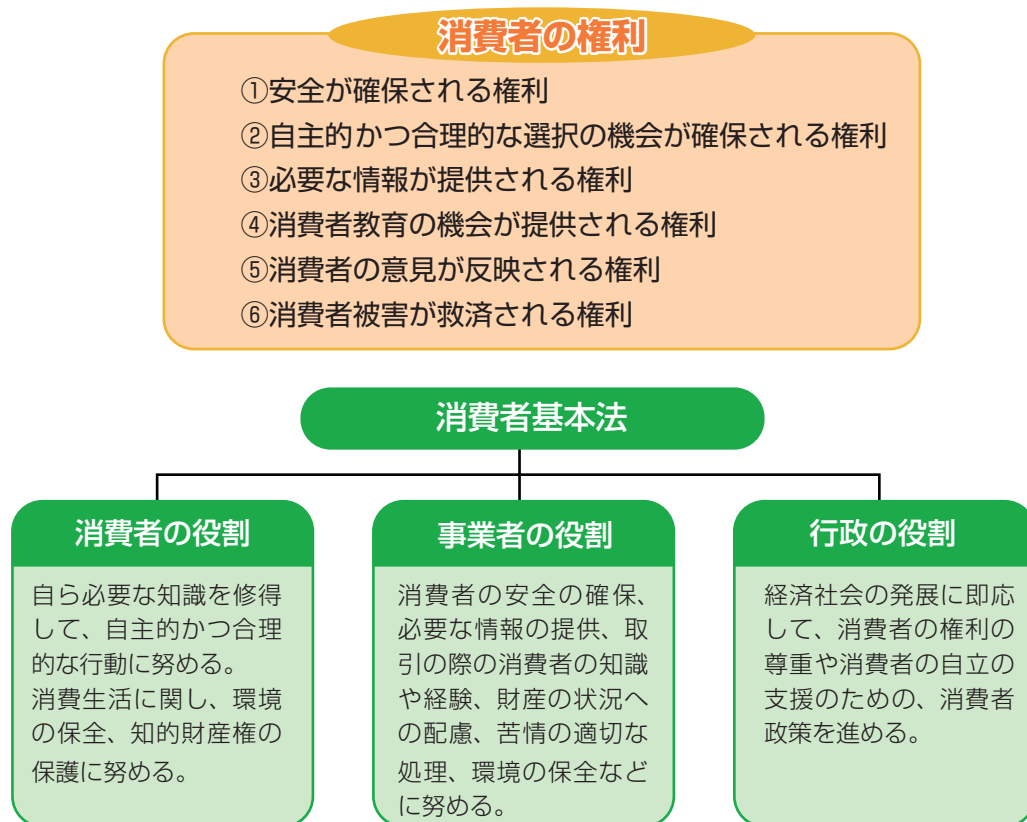 消費者の権利
①安全が確保される権利
②自主的かつ合理的な選択の機会が確保される権利
③必要な情報が提供される権利
④消費者教育の機会が提供される権利
⑤消費者の意見が反映される権利
⑥消費者被害が救済される権利
消費者基本法
消費者の役割
自ら必要な知識を修得
して、自主的かつ合理
的な行動に努める。
消費生活に関し、環境
の保全、知的財産権の
保護に努める。
事業者の役割
消費者の安全の確保、
必要な情報の提供、取
引の際の消費者の知識
や経験、財産の状況へ
の配慮、苦情の適切な
処理、環境の保全など
に努める。
行政の役割
経済社会の発展に即応
して、消費者の権利の
尊重や消費者の自立の
支援のための、消費者
政策を進める。